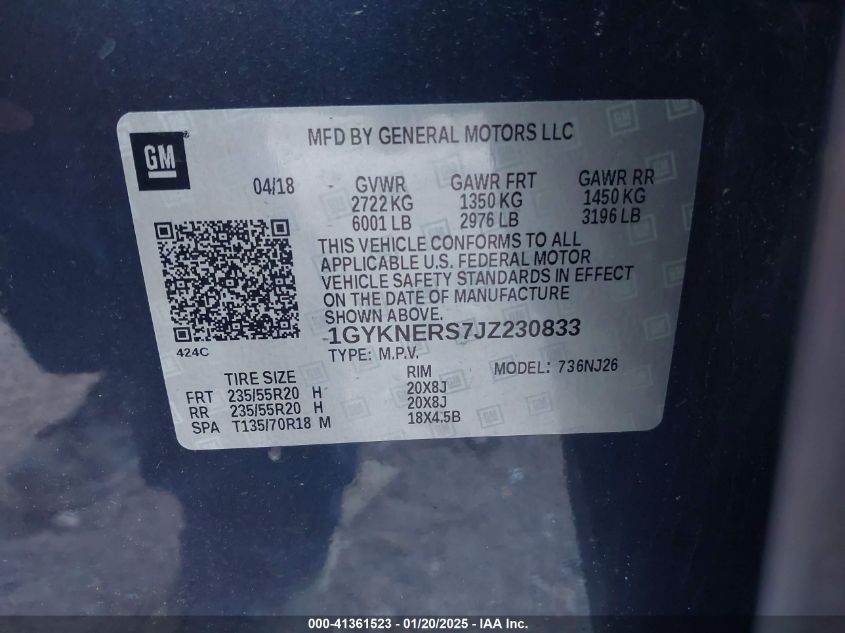 MFD BY GENERAL MOTORS LLC
GM
04/18 GVWR GAWR FRT GAWR RR
2722 KG 1350 KG 1450 KG
6001 LB 2976 LB 3196 LB
THIS VEHICLE CONFORMS TO ALL
APPLICABLE U.S. FEDERAL MOTOR
VEHICLE SAFETY STANDARDS IN EFFECT
ON THE DATE OF MANUFACTURE
SHOWN ABOVE.
1GYKNERS7JZ230833
424C
TYPE: M.P.V. MODEL: 736NJ26
TIRE SIZE RIM
FRT 235/55R20 H 20X8J
RR 235/55R20 H 20X8J
SPA T135/70R18 M 18X4.5B
000-41361523 — 01/20/2025 — IAA, Inc.